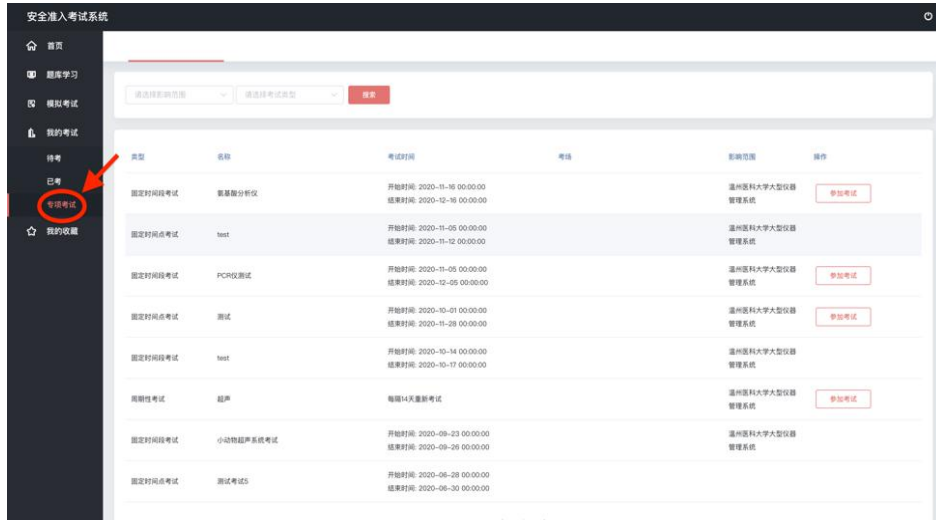 安全准入考试系统
首页
题库学习
模拟考试
我的考试
待考
已考
专项考试
我的收藏
请选择影响范围 请选择考试类型 搜索
类型 名称 考试时间 考场 影响范围 操作
固定时间段考试 氨基酸分析仪 开始时间: 2020-11-16 00:00:00 温州医科大学大型仪器 参加考试
结束时间: 2020-12-16 00:00:00 管理系统
固定时间点考试 test 开始时间: 2020-11-05 00:00:00 温州医科大学大型仪器
结束时间: 2020-11-12 00:00:00 管理系统
固定时间段考试 PCR仪测试 开始时间: 2020-11-05 00:00:00 温州医科大学大型仪器 参加考试
结束时间: 2020-12-05 00:00:00 管理系统
固定时间点考试 测试 开始时间: 2020-10-01 00:00:00 温州医科大学大型仪器 参加考试
结束时间: 2020-11-28 00:00:00 管理系统
固定时间段考试 test 开始时间: 2020-10-14 00:00:00 温州医科大学大型仪器
结束时间: 2020-10-17 00:00:00 管理系统
周期性考试 超声 每隔14天重新考试 温州医科大学大型仪器 参加考试
管理系统
固定时间段考试 小动物超声系统考试 开始时间: 2020-09-23 00:00:00 温州医科大学大型仪器
结束时间: 2020-09-26 00:00:00 管理系统
固定时间点考试 测试考试5 开始时间: 2020-06-28 00:00:00
结束时间: 2020-06-30 00:00:00